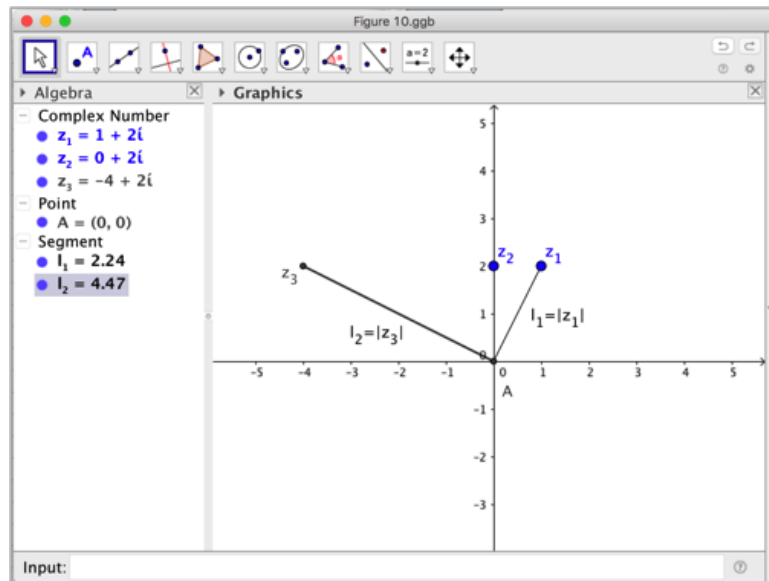 Figure 10.ggb
A
a=2
Algebra
Graphics
Complex Number
z₁ = 1 + 2ί
z₂ = 0 + 2ί
z₃ = −4 + 2ί
Point
A = (0, 0)
Segment
l₁ = 2.24
l₂ = 4.47
5
4
3
z₂ z₁
2
z₃
1
l₁=|z₁|
l₂=|z₃|
0
-5 -4 -3 -2 -1 0 1 2 3 4 5
A
-1
-2
-3
Input: